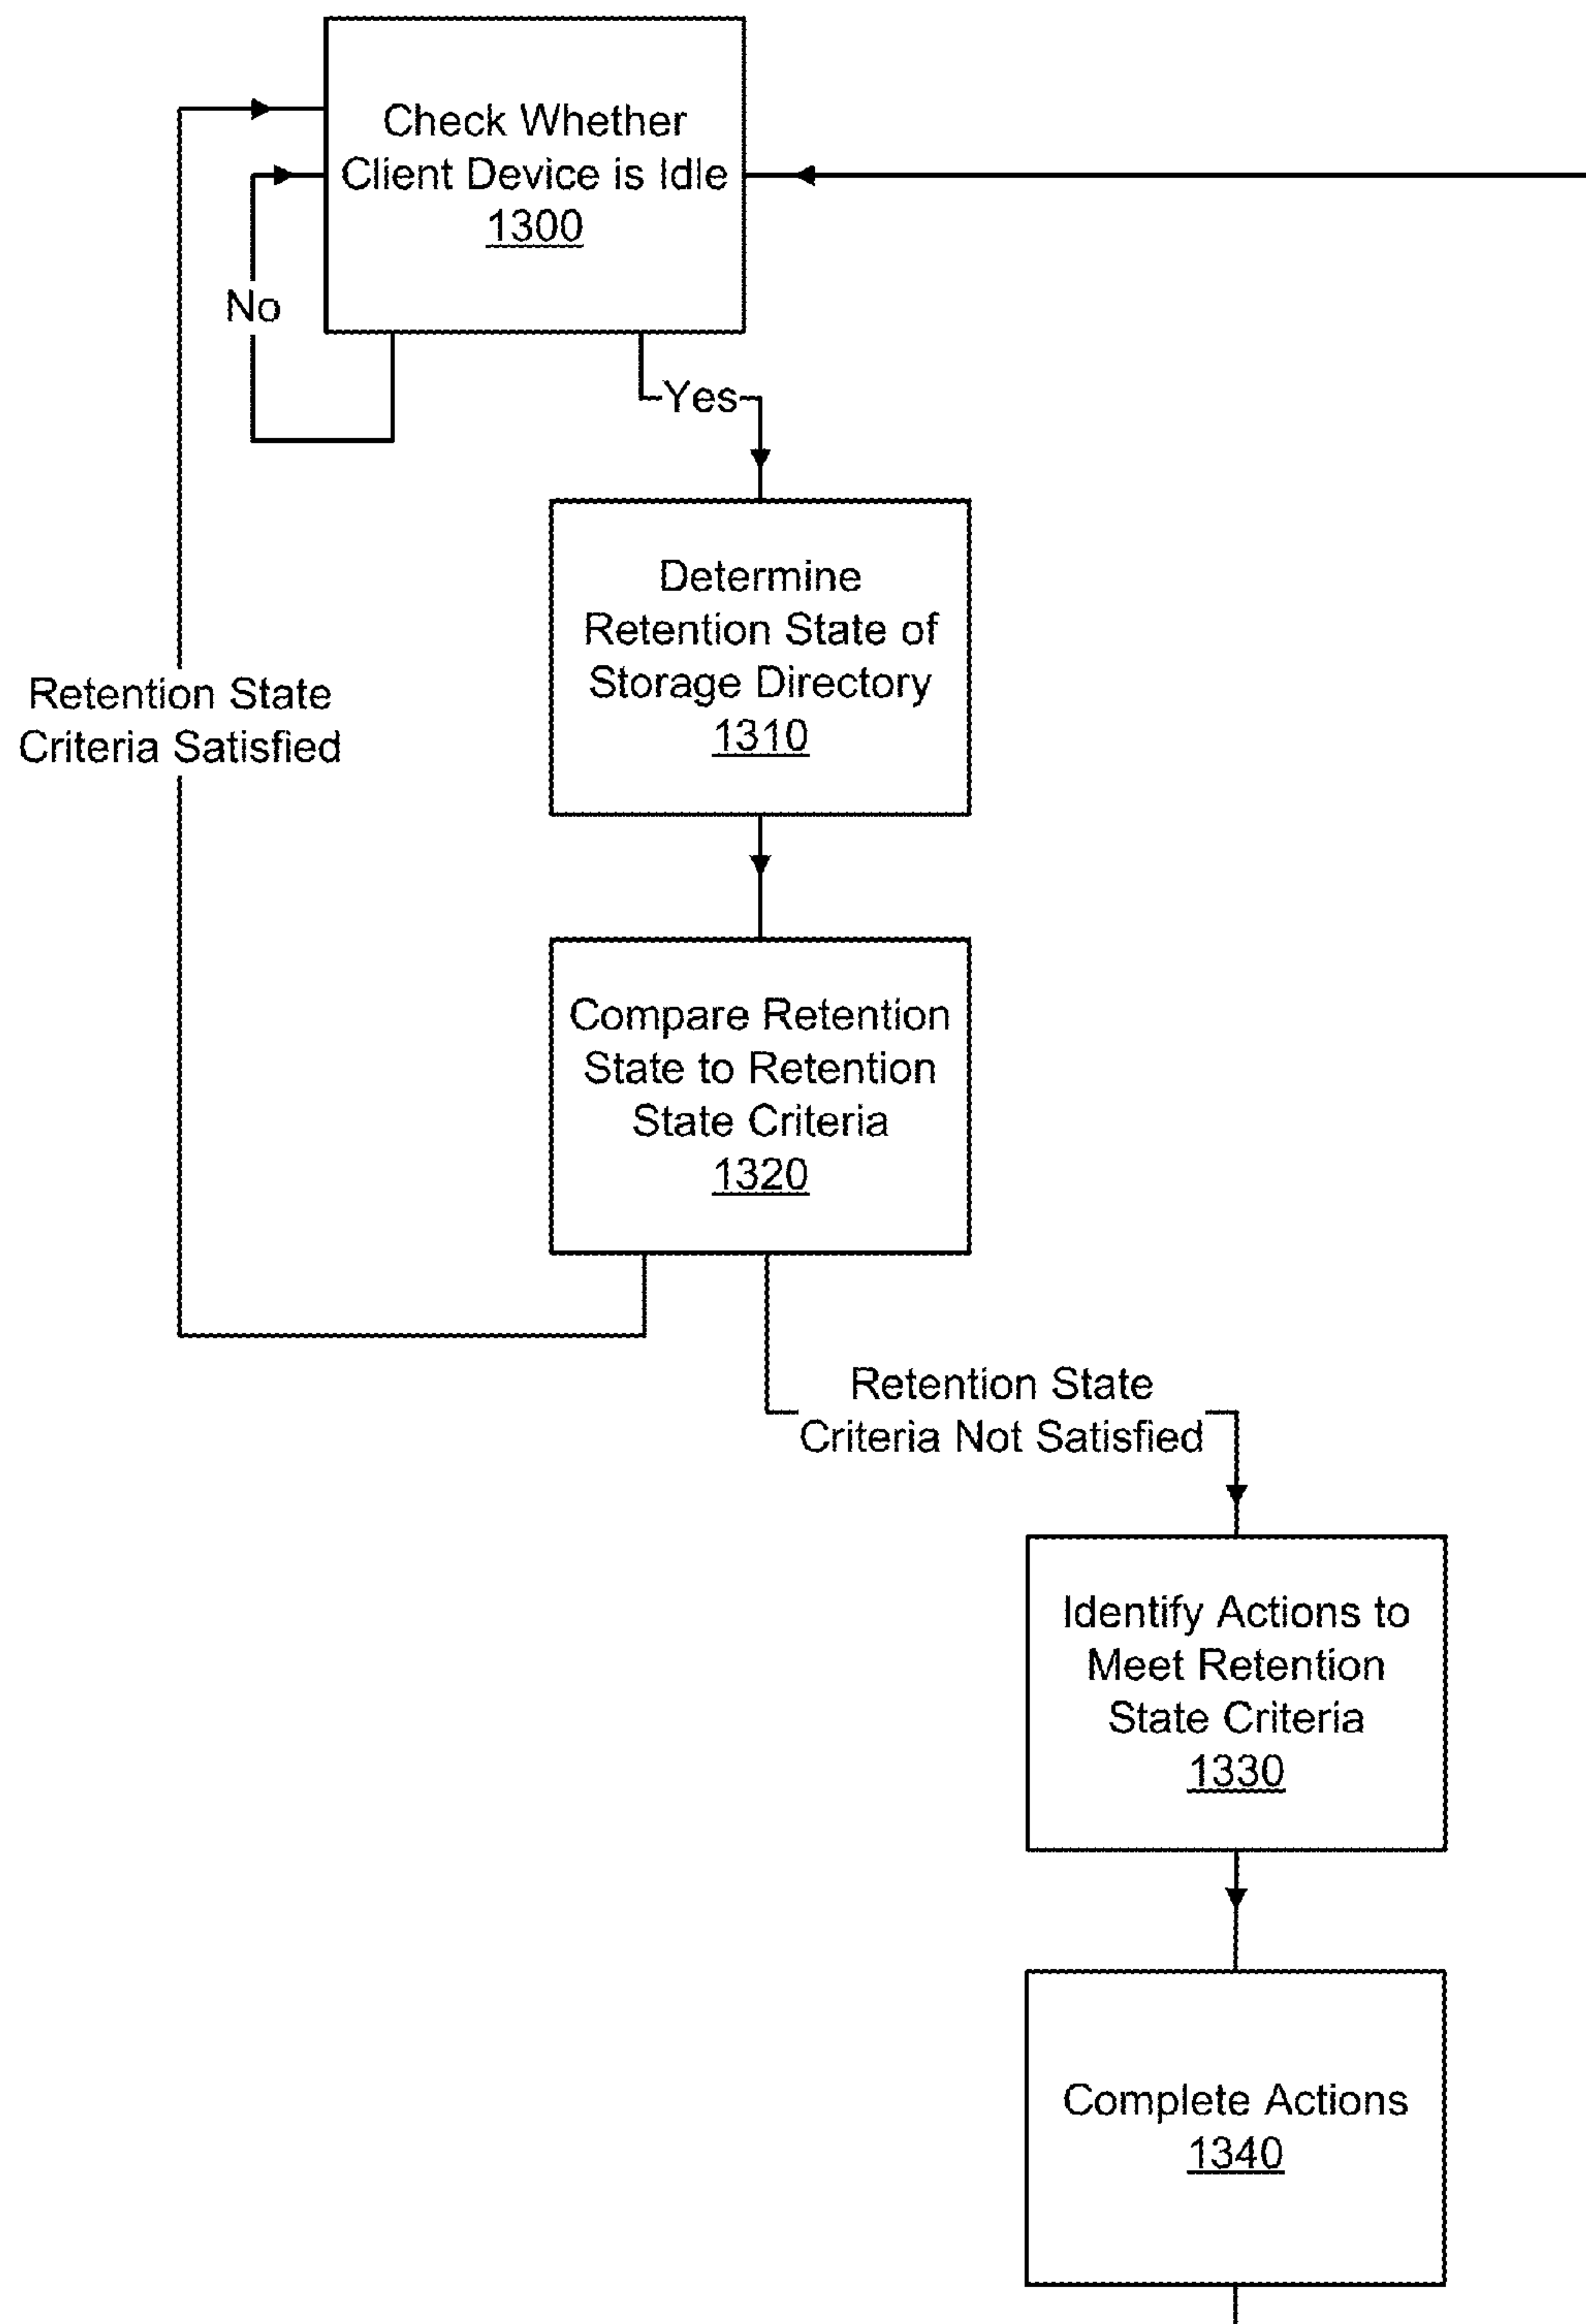 Check Whether
Client Device is Idle
1300
No
Yes
Determine
Retention State of
Storage Directory
1310
Retention State
Criteria Satisfied
Compare Retention
State to Retention
State Criteria
1320
Retention State
Criteria Not Satisfied
Identify Actions to
Meet Retention
State Criteria
1330
Complete Actions
1340